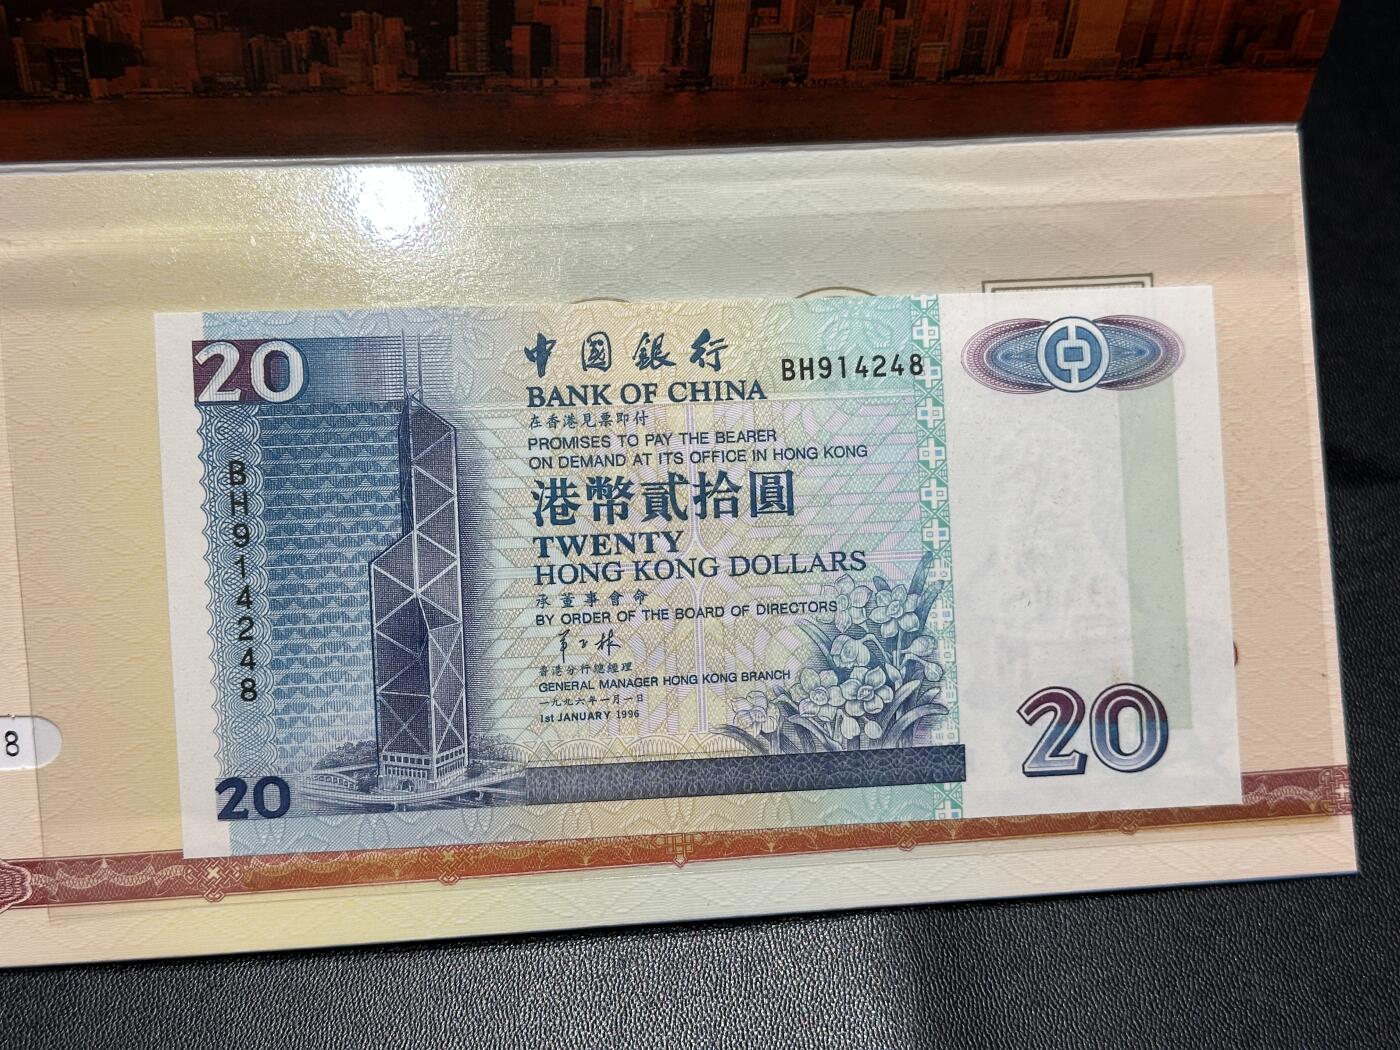 20
中國銀行
BH914248
BANK OF CHINA
在香港見票即付
PROMISES TO PAY THE BEARER
ON DEMAND AT ITS OFFICE IN HONG KONG
港幣貳拾圓
TWENTY
HONG KONG DOLLARS
承董事會命
BY ORDER OF THE BOARD OF DIRECTORS
香港分行總經理
GENERAL MANAGER HONG KONG BRANCH
一九九六年一月一日
1st JANUARY 1996
BH914248
20
20
8